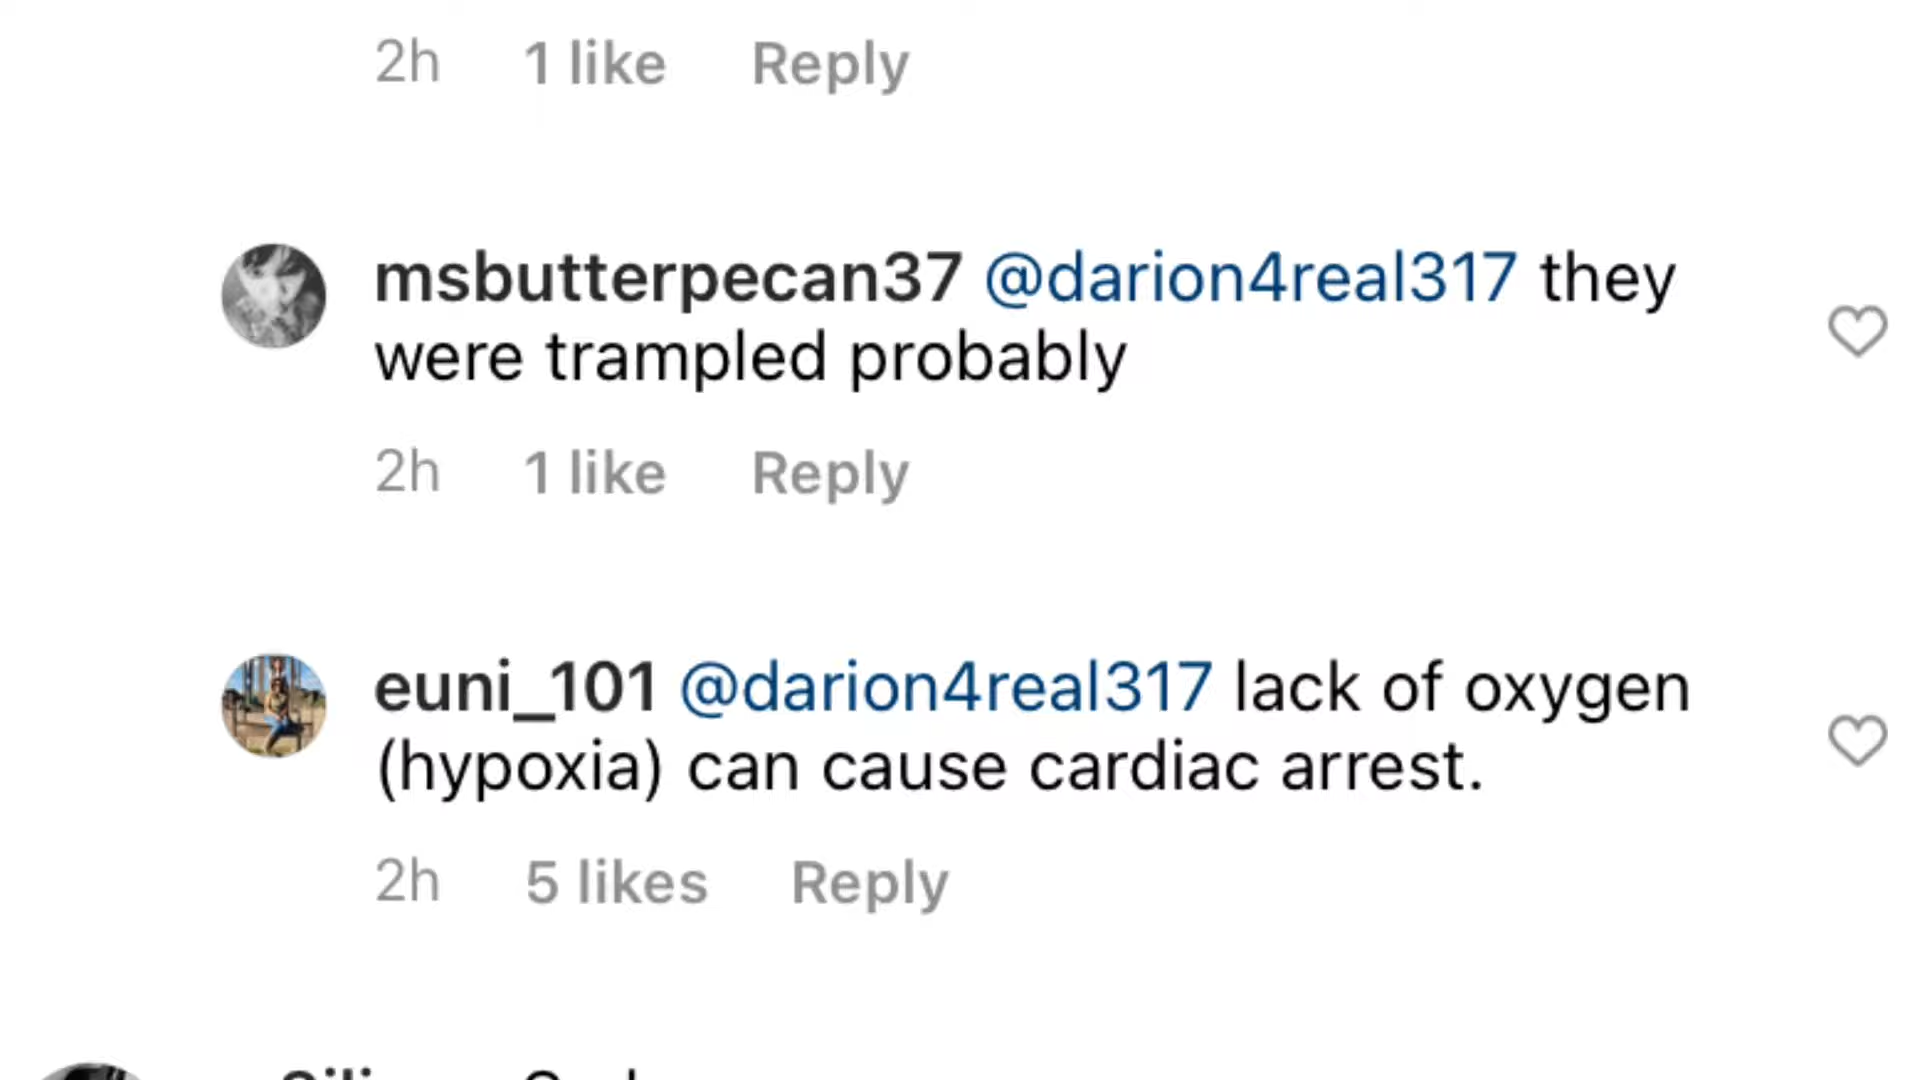 2h 1 like Reply
msbutterpecan37 @darion4real317 they
were trampled probably
2h 1 like Reply
euni_101 @darion4real317 lack of oxygen
(hypoxia) can cause cardiac arrest.
2h 5 likes Reply